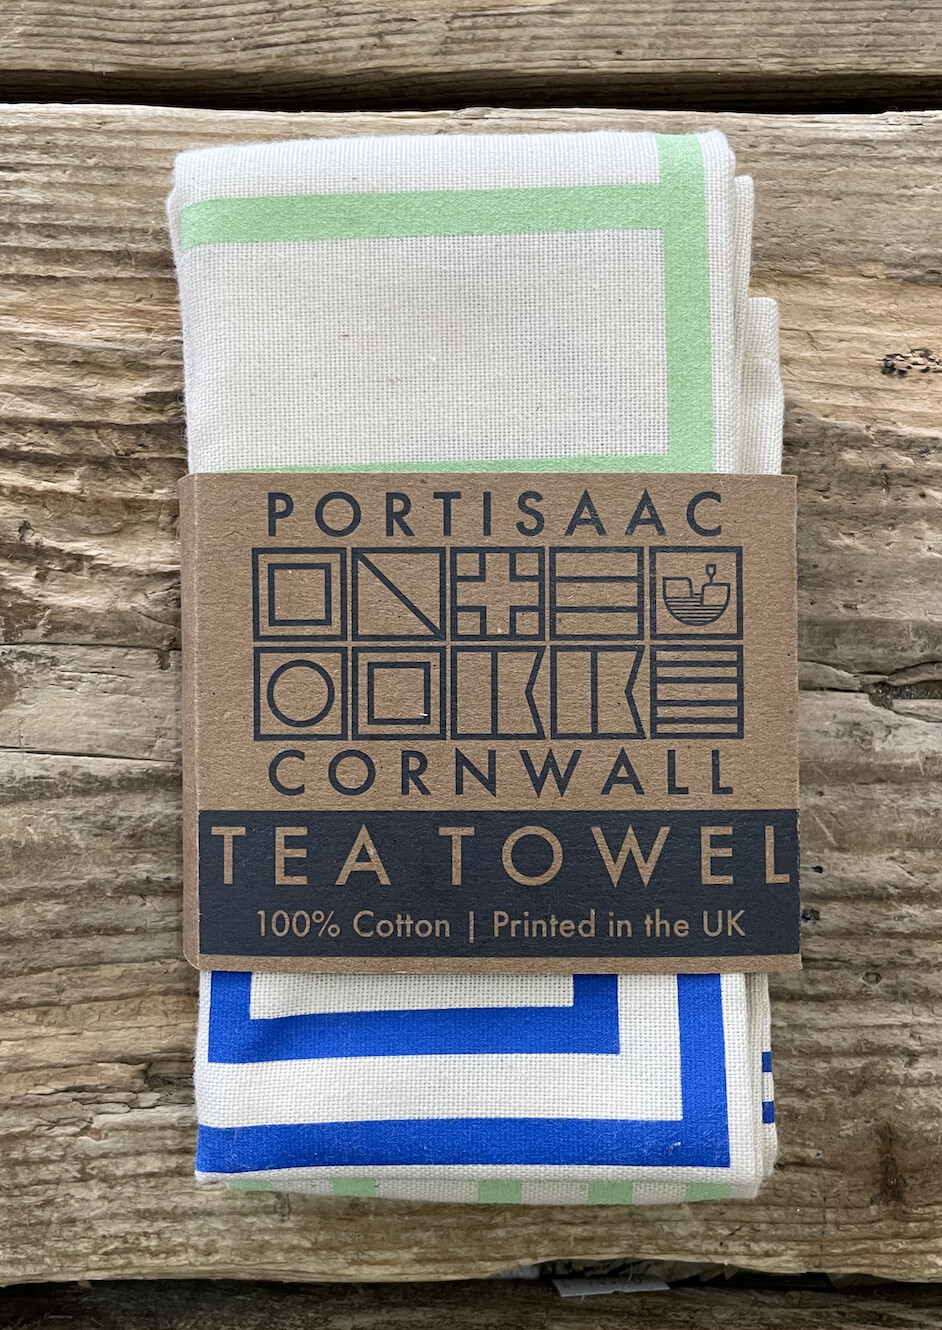 PORTISAAC
CORNWALL
TEA TOWEL
100% Cotton | Printed in the UK